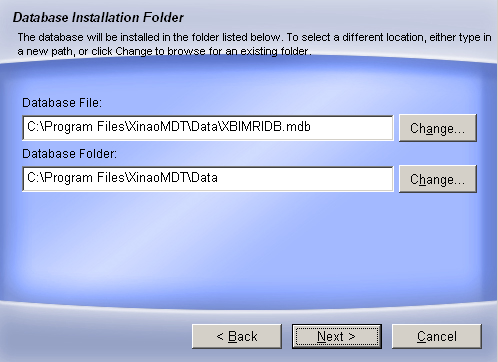 Database Installation Folder
The database will be installed in the folder listed below. To select a different location, either type in
a new path, or click Change to browse for an existing folder.
Database File:
C:\Program Files\XinaoMDT\Data\XBIMRIDB.mdb
Change...
Database Folder:
C:\Program Files\XinaoMDT\Data
Change...
< Back
Next >
Cancel